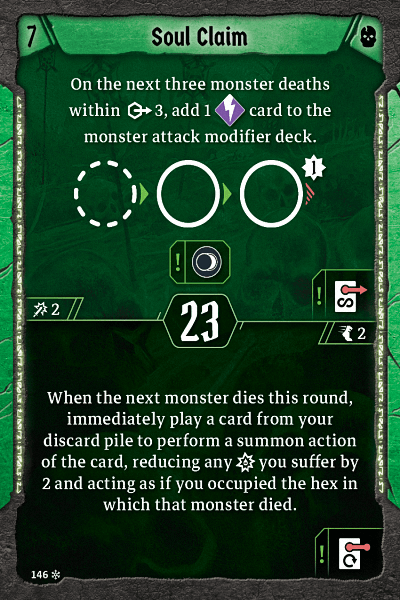 7
Soul Claim
On the next three monster deaths
within 3, add 1 card to the
monster attack modifier deck.
1
!
!
2
23
2
When the next monster dies this round,
immediately play a card from your
discard pile to perform a summon action
of the card, reducing any you suffer by
2 and acting as if you occupied the hex in
which that monster died.
!
146